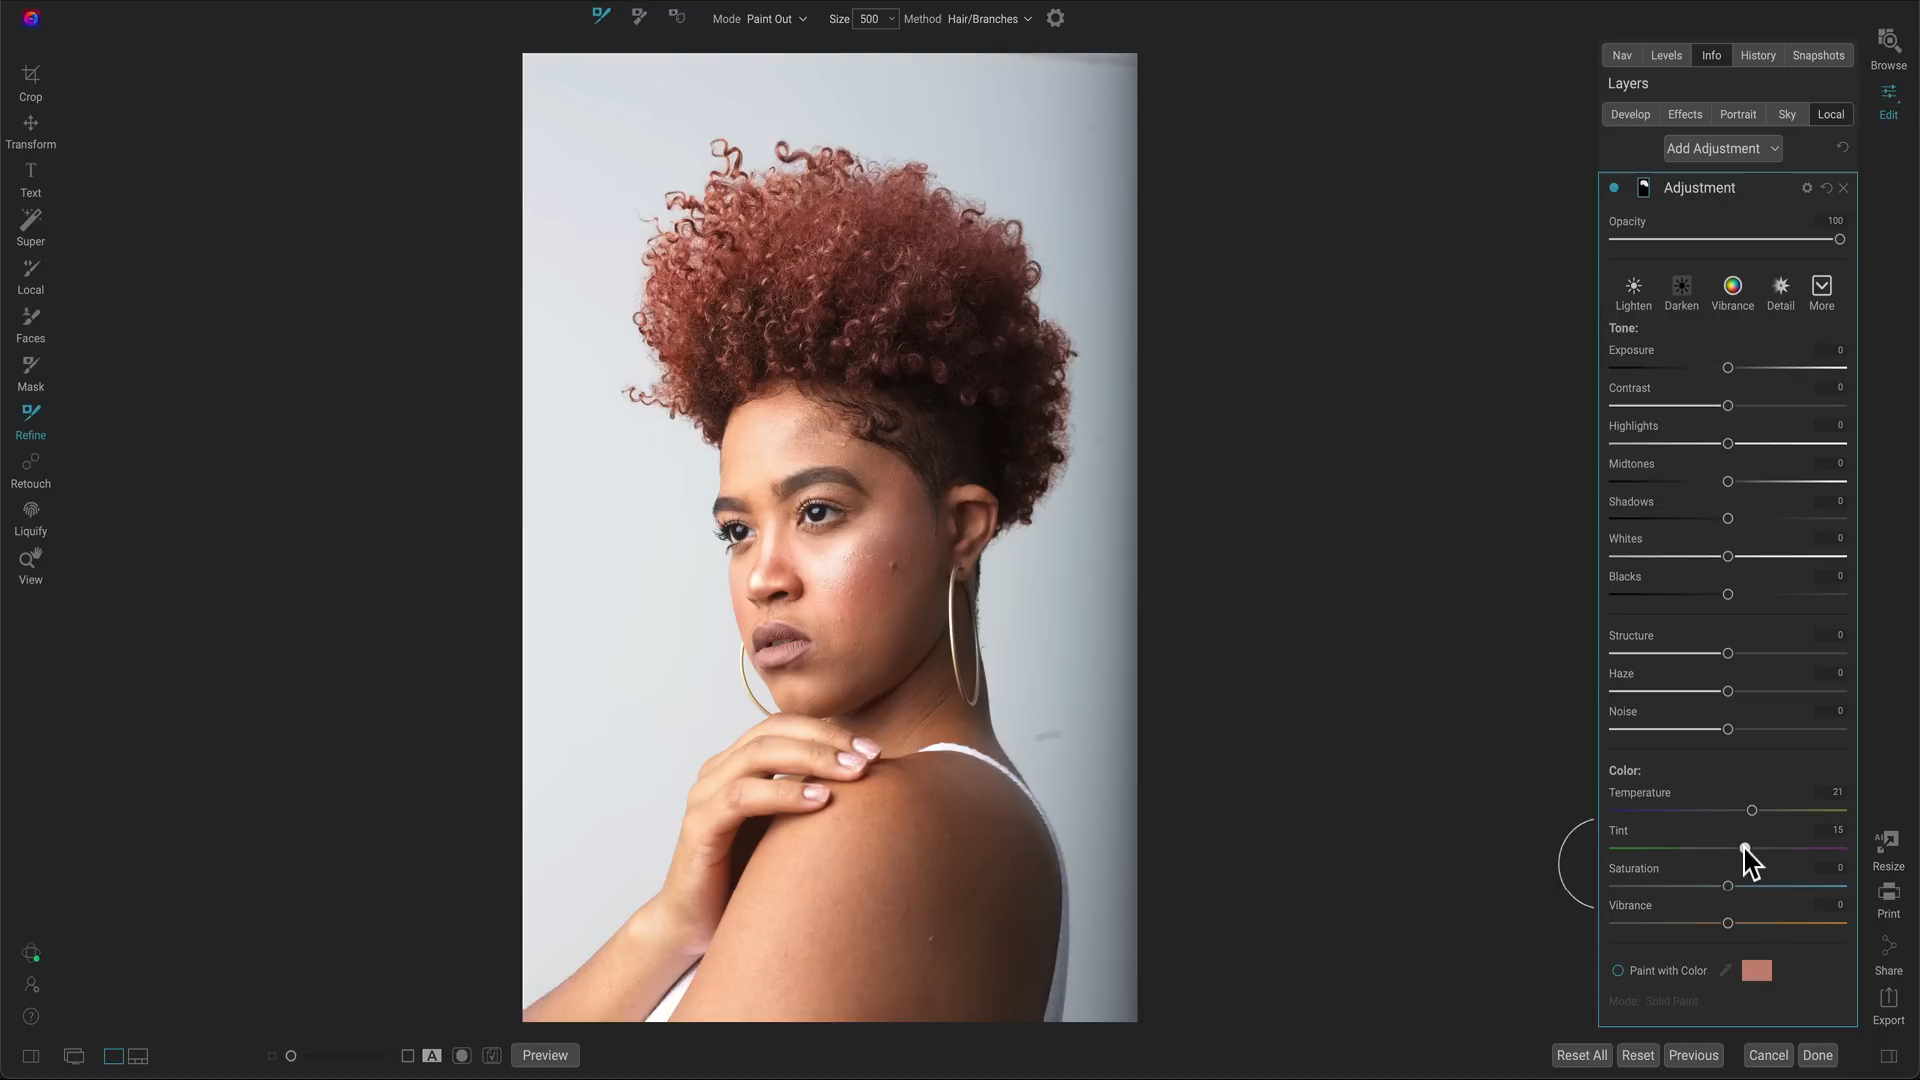 Mode Paint Out Size 500 Method Hair/Branches
Crop
Transform
Text
Super
Local
Faces
Mask
Refine
Retouch
Liquify
View
Nav Levels Info History Snapshots
Layers
Develop Effects Portrait Sky Local
Add Adjustment
Adjustment
Opacity 100
Lighten Darken Vibrance Detail More
Tone:
Exposure 0
Contrast 0
Highlights 0
Midtones 0
Shadows 0
Whites 0
Blacks 0
Structure 0
Haze 0
Noise 0
Color:
Temperature 21
Tint 15
Saturation 0
Vibrance 0
Paint with Color
Mode: Solid Paint
Browse
Edit
AI
Resize
Print
Share
Export
A Preview
Reset All Reset Previous Cancel Done